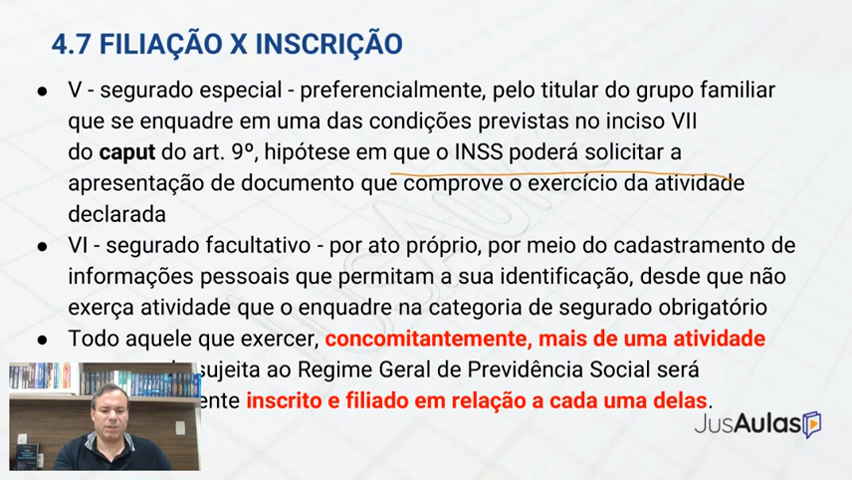 4.7 FILIAÇÃO X INSCRIÇÃO
● V - segurado especial - preferencialmente, pelo titular do grupo familiar
que se enquadre em uma das condições previstas no inciso VII
do caput do art. 9º, hipótese em que o INSS poderá solicitar a
apresentação de documento que comprove o exercício da atividade
declarada
● VI - segurado facultativo - por ato próprio, por meio do cadastramento de
informações pessoais que permitam a sua identificação, desde que não
exerça atividade que o enquadre na categoria de segurado obrigatório
● Todo aquele que exercer, concomitantemente, mais de uma atividade
sujeita ao Regime Geral de Previdência Social será
ente inscrito e filiado em relação a cada uma delas.
JusAulas